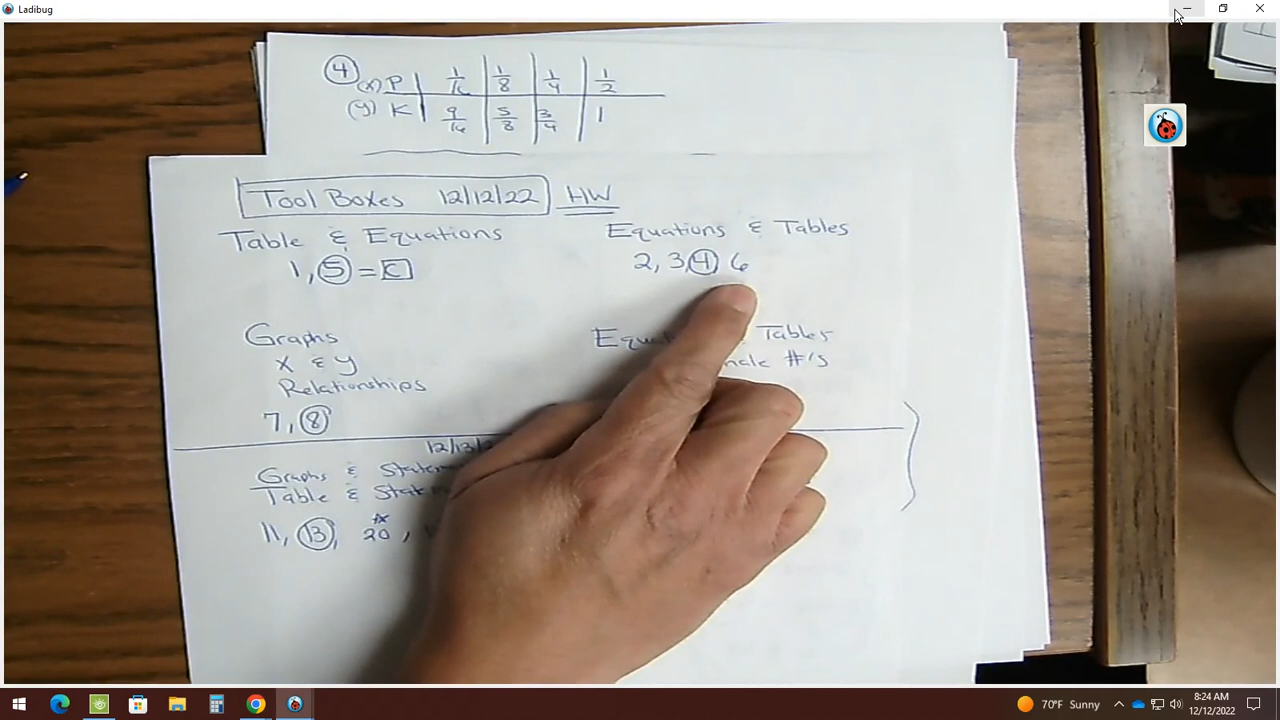 Ladibug
4 (x) P 1/16 1/8 1/4 1/2
(y) K 9/16 5/8 3/4 1
Tool Boxes 12/12/22 HW
Table & Equations
1, 5 = C
Equations & Tables
2, 3, 4 6
Graphs
X & y
Relationships
7, 8
Tables
#'s
12/13/
Graphs &
Table &
11, 13, 20,
70°F Sunny
8:24 AM
12/12/2022